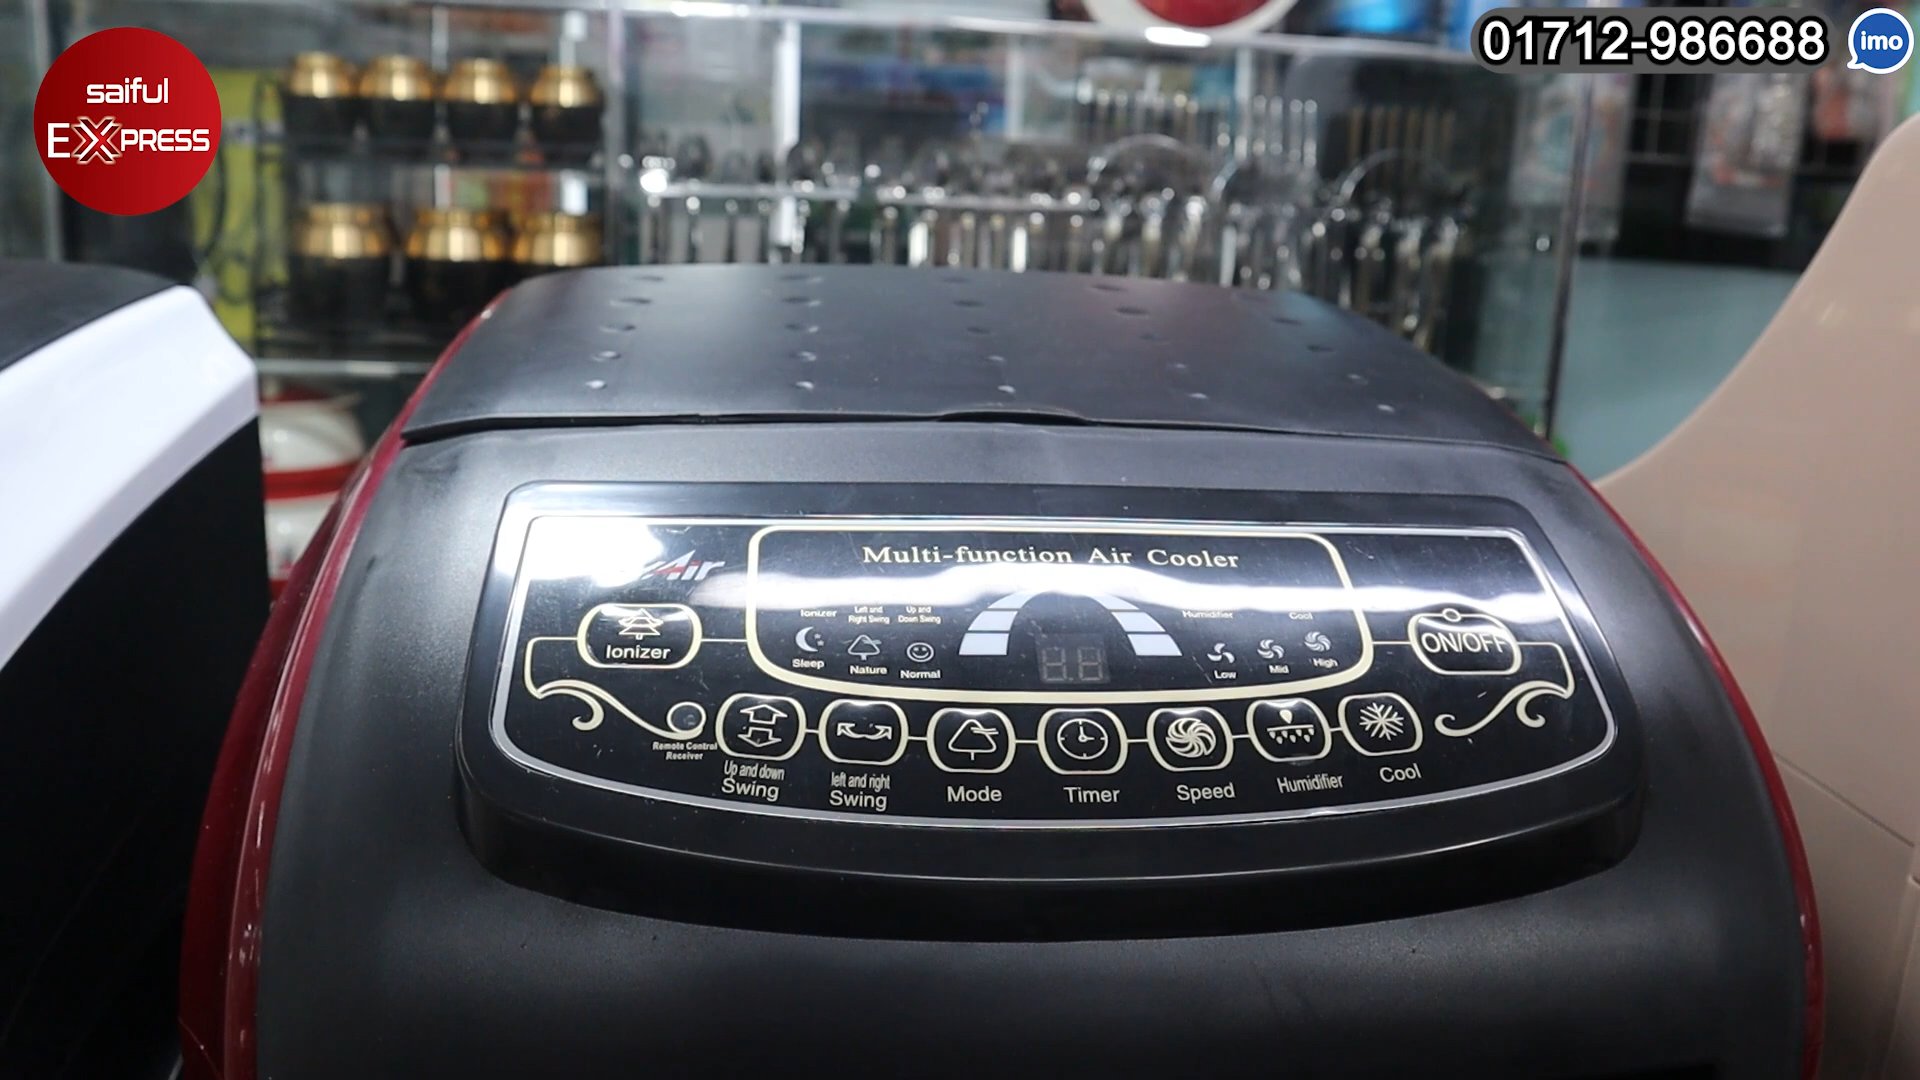 saiful
EXPRESS
01712-986688
imo
Air
Multi-function Air Cooler
Ionizer
Left and
Right Swing
Up and
Down Swing
Humidifier
Cool
Sleep
Nature
Normal
Low
Mid
High
Ionizer
ON/OFF
Remote Control
Receiver
Up and down
Swing
left and right
Swing
Mode
Timer
Speed
Humidifier
Cool